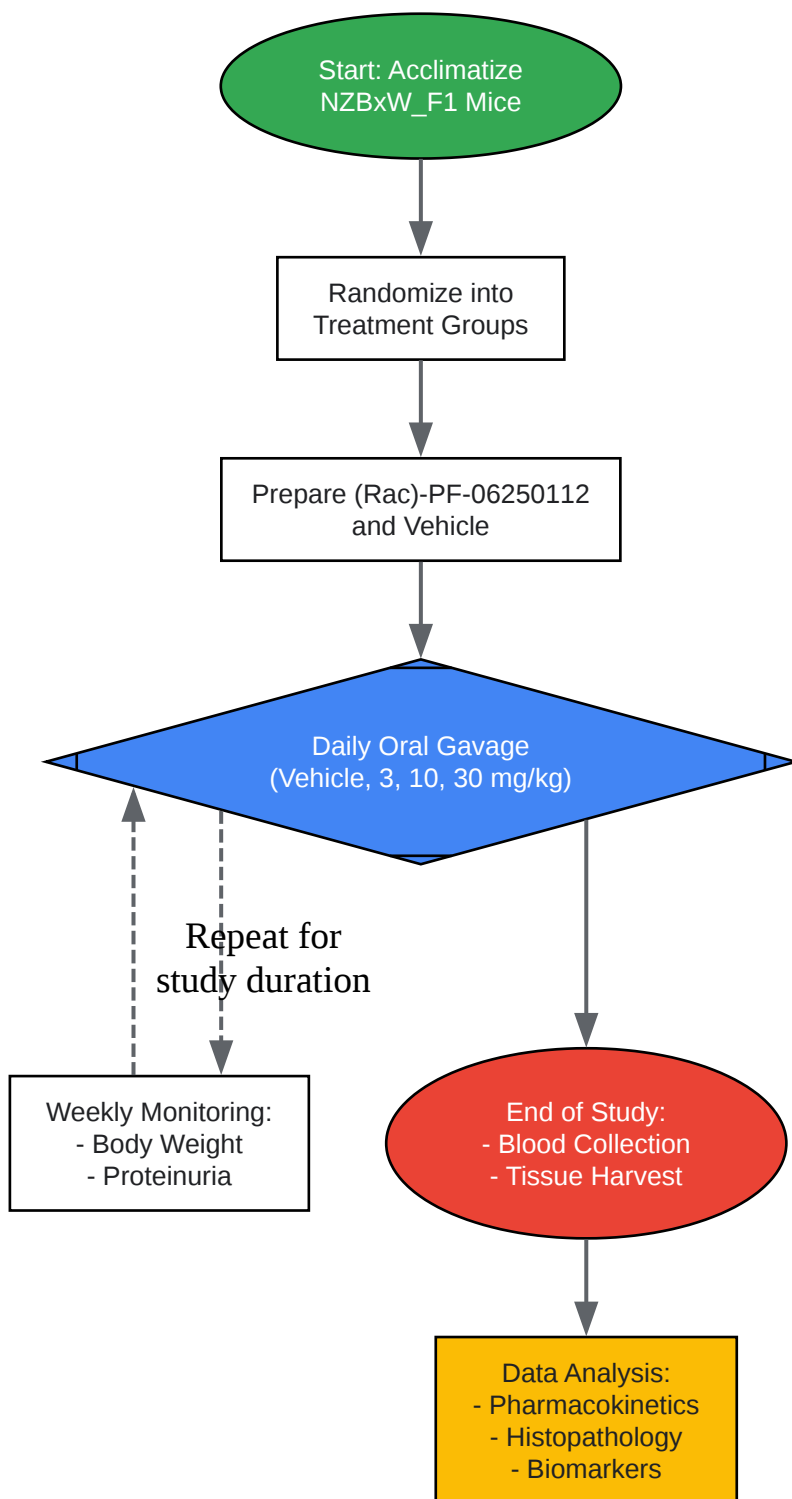 Start: Acclimatize
NZBxW_F1 Mice
Randomize into
Treatment Groups
Prepare (Rac)-PF-06250112
and Vehicle
Daily Oral Gavage
(Vehicle, 3, 10, 30 mg/kg)
Repeat for
study duration
Weekly Monitoring:
- Body Weight
- Proteinuria
End of Study:
- Blood Collection
- Tissue Harvest
Data Analysis:
- Pharmacokinetics
- Histopathology
- Biomarkers